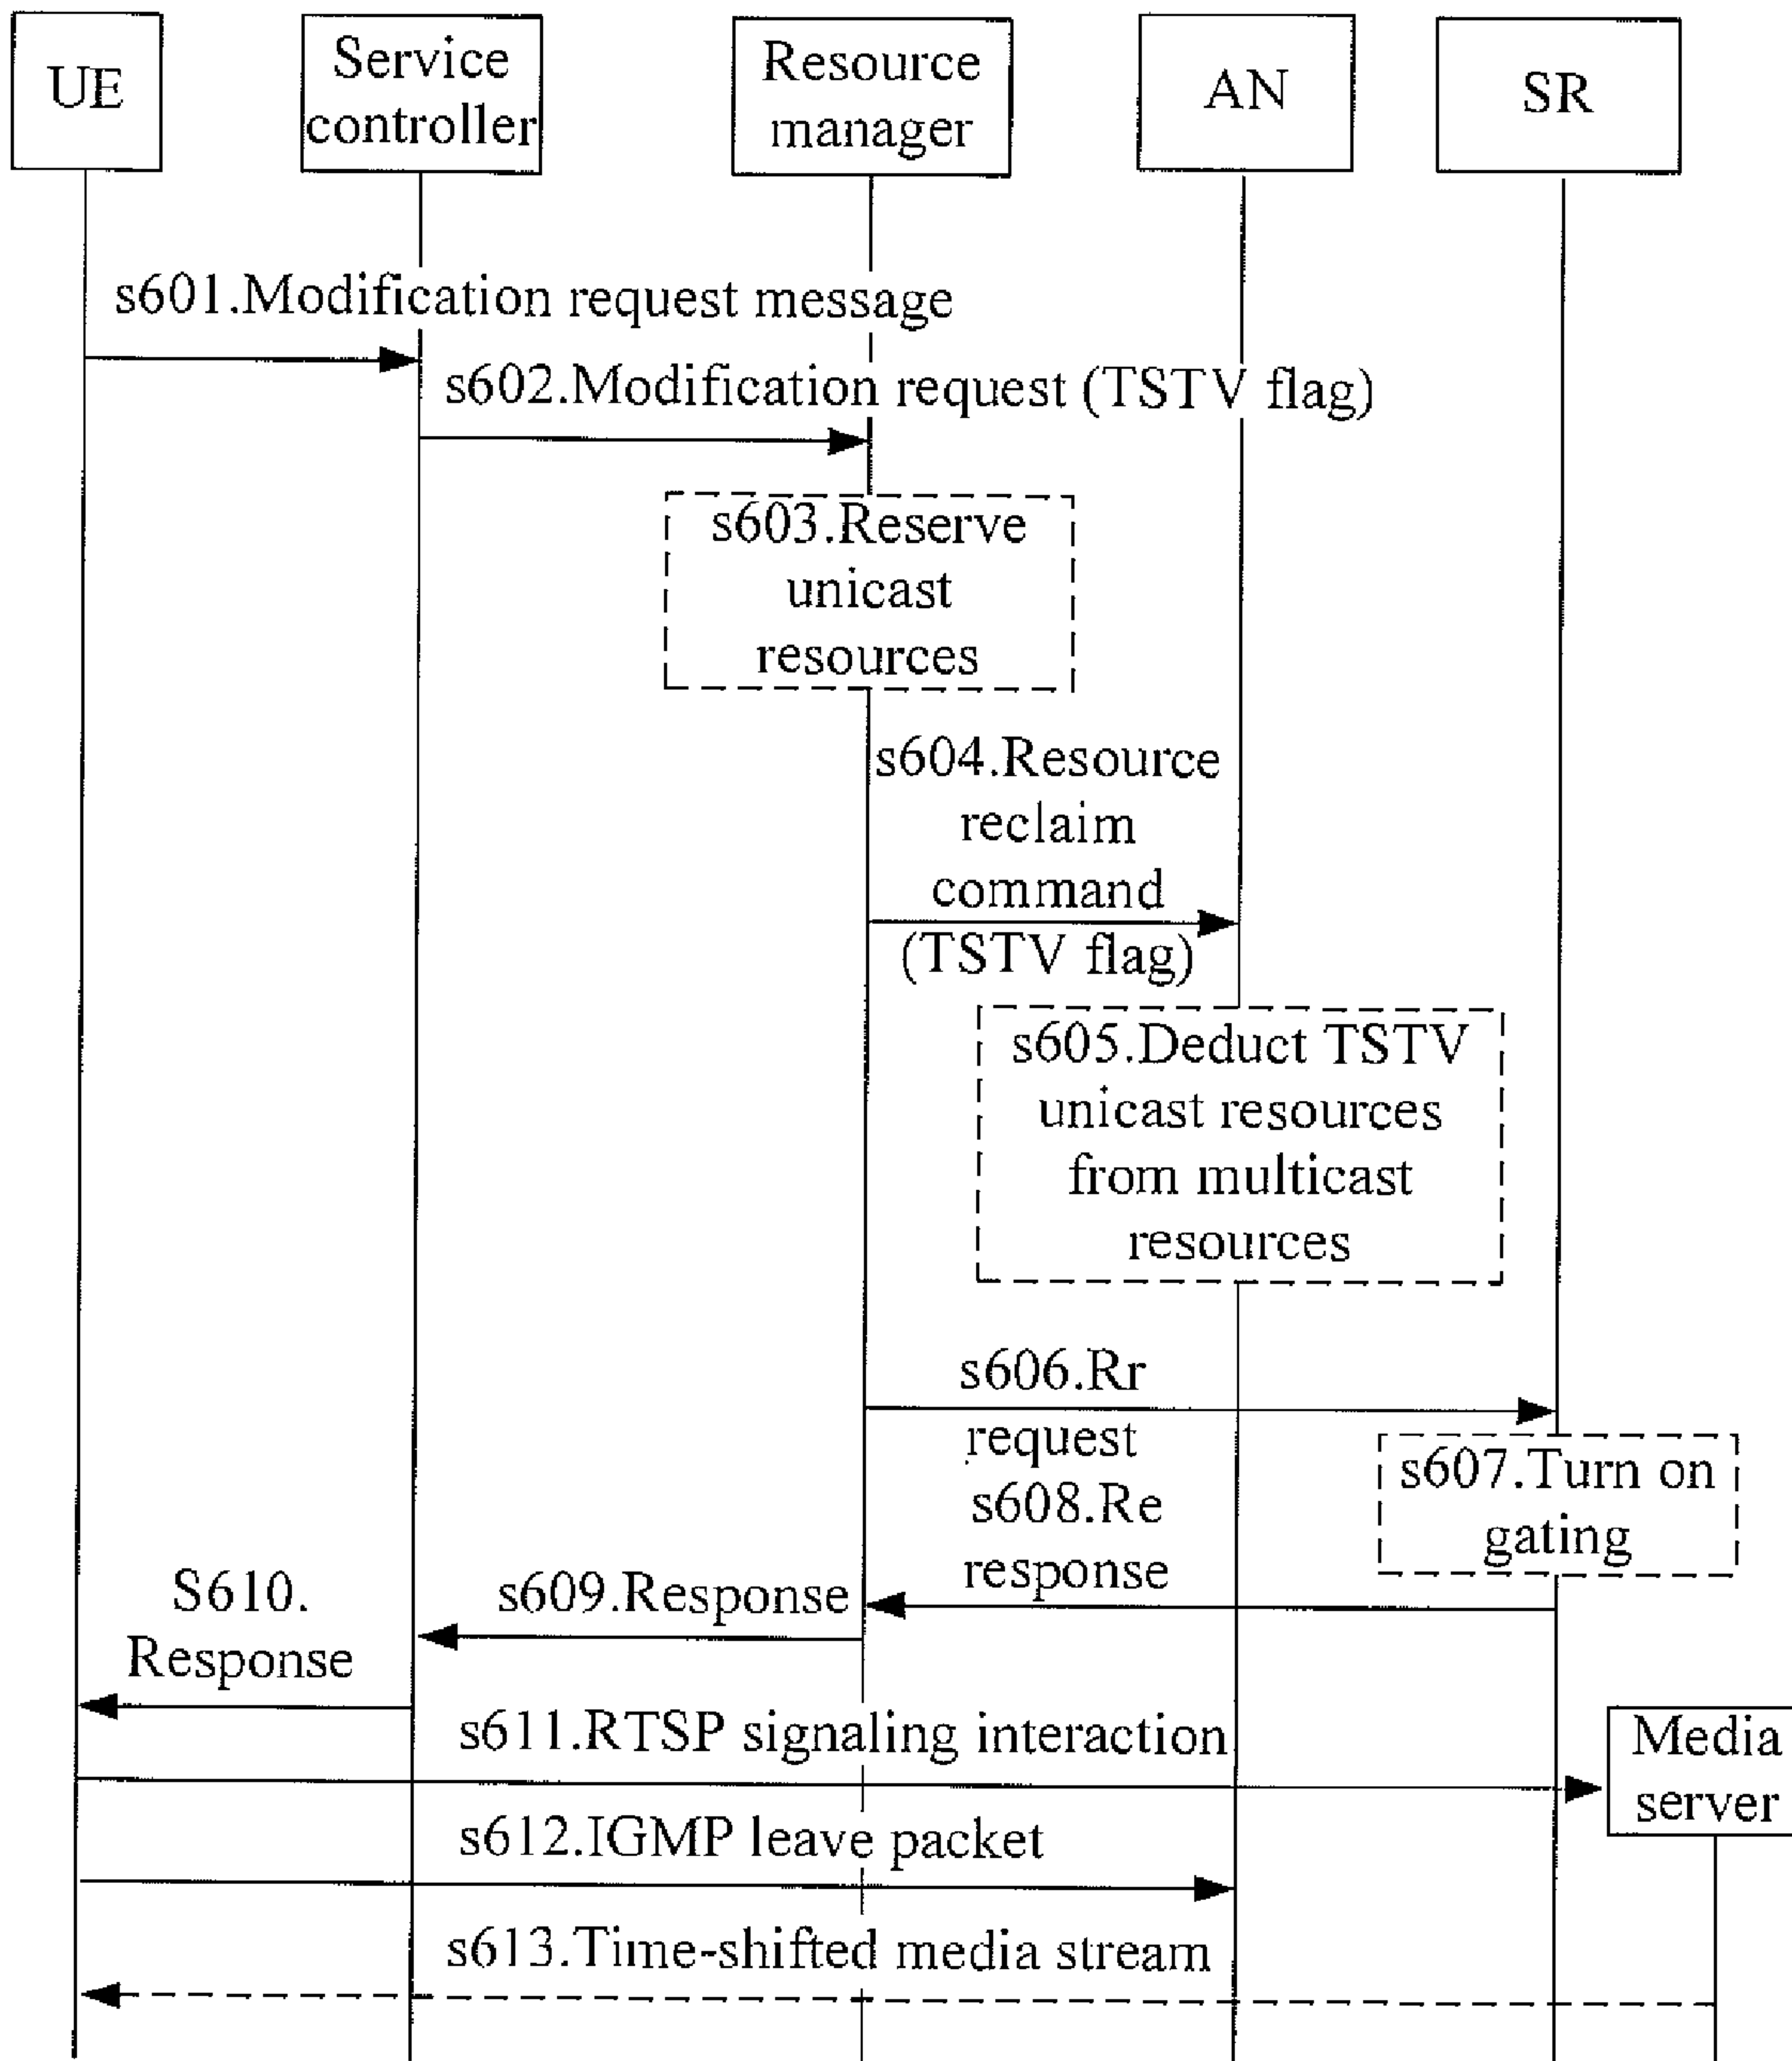 UE
Service
controller
Resource
manager
AN
SR
s601.Modification request message
s602.Modification request (TSTV flag)
s603.Reserve
unicast
resources
s604.Resource
reclaim
command
(TSTV flag)
s605.Deduct TSTV
unicast resources
from multicast
resources
s606.Rr
request
s607.Turn on
gating
s608.Re
response
s609.Response
S610.
Response
s611.RTSP signaling interaction
Media
server
s612.IGMP leave packet
s613.Time-shifted media stream